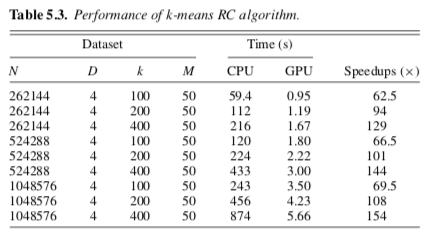 Table 5.3. Performance of k-means RC algorithm.
Dataset Time (s)
N D k M CPU GPU Speedups (×)
262144 4 100 50 59.4 0.95 62.5
262144 4 200 50 112 1.19 94
262144 4 400 50 216 1.67 129
524288 4 100 50 120 1.80 66.5
524288 4 200 50 224 2.22 101
524288 4 400 50 433 3.00 144
1048576 4 100 50 243 3.50 69.5
1048576 4 200 50 456 4.23 108
1048576 4 400 50 874 5.66 154